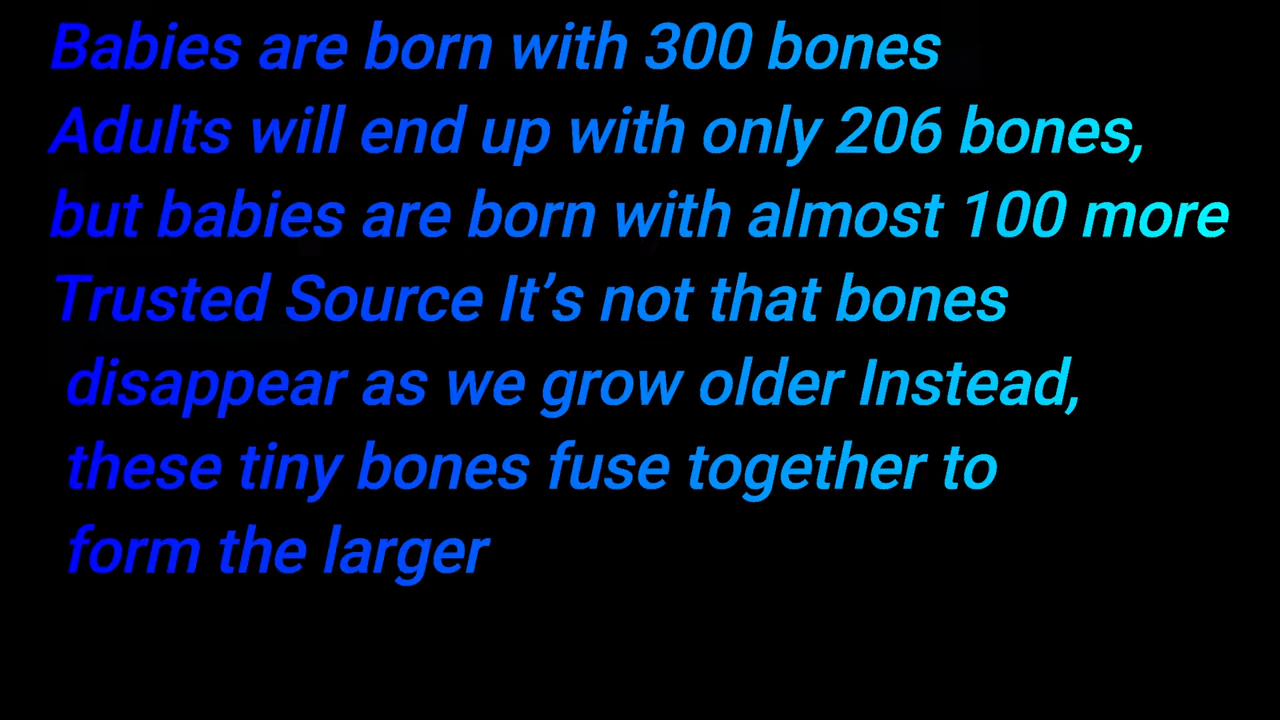 Babies are born with 300 bones
Adults will end up with only 206 bones,
but babies are born with almost 100 more
Trusted Source It’s not that bones
disappear as we grow older Instead,
these tiny bones fuse together to
form the larger